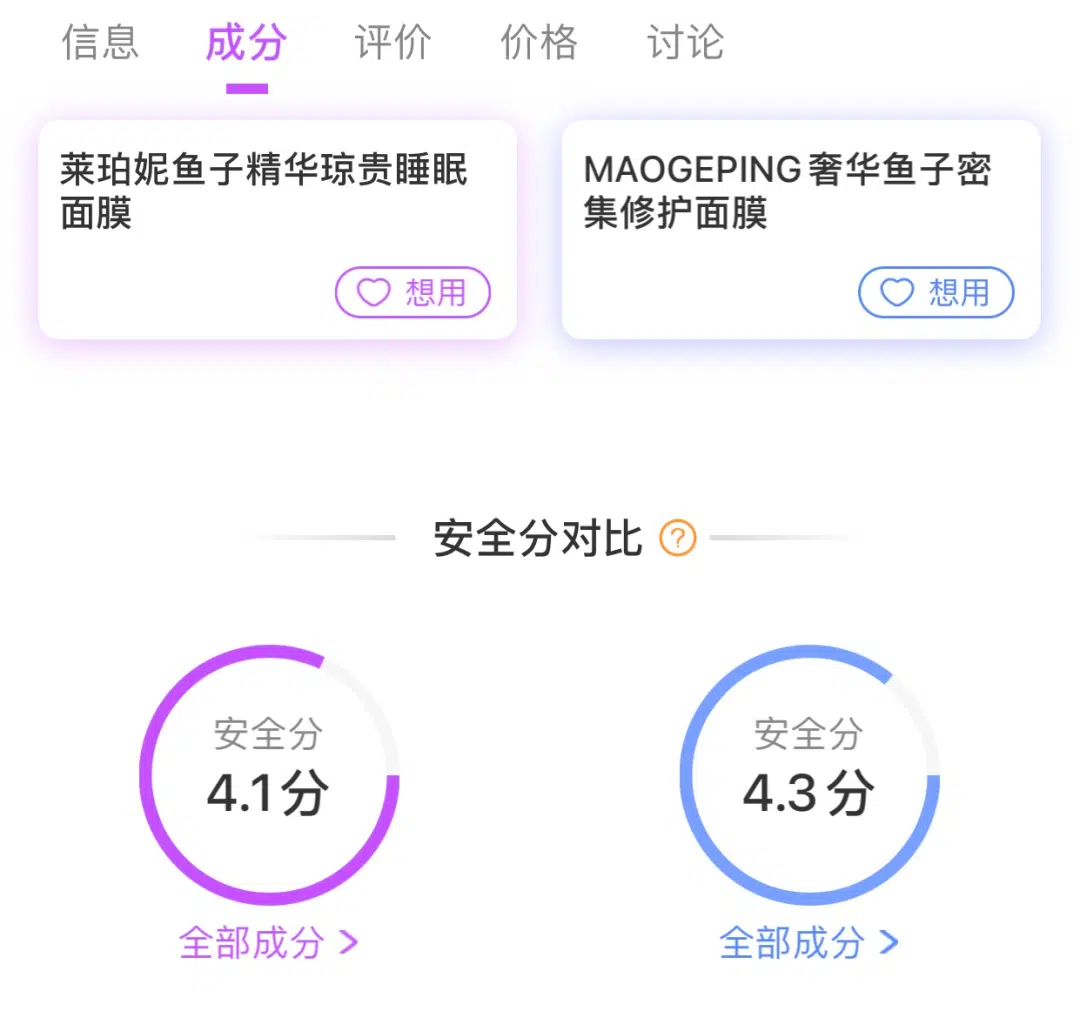 信息 成分 评价 价格 讨论
莱珀妮鱼子精华琼贵睡眠
面膜
想用
MAOGEPING奢华鱼子密
集修护面膜
想用
安全分对比 ?
安全分
4.1分
全部成分 >
安全分
4.3分
全部成分 >